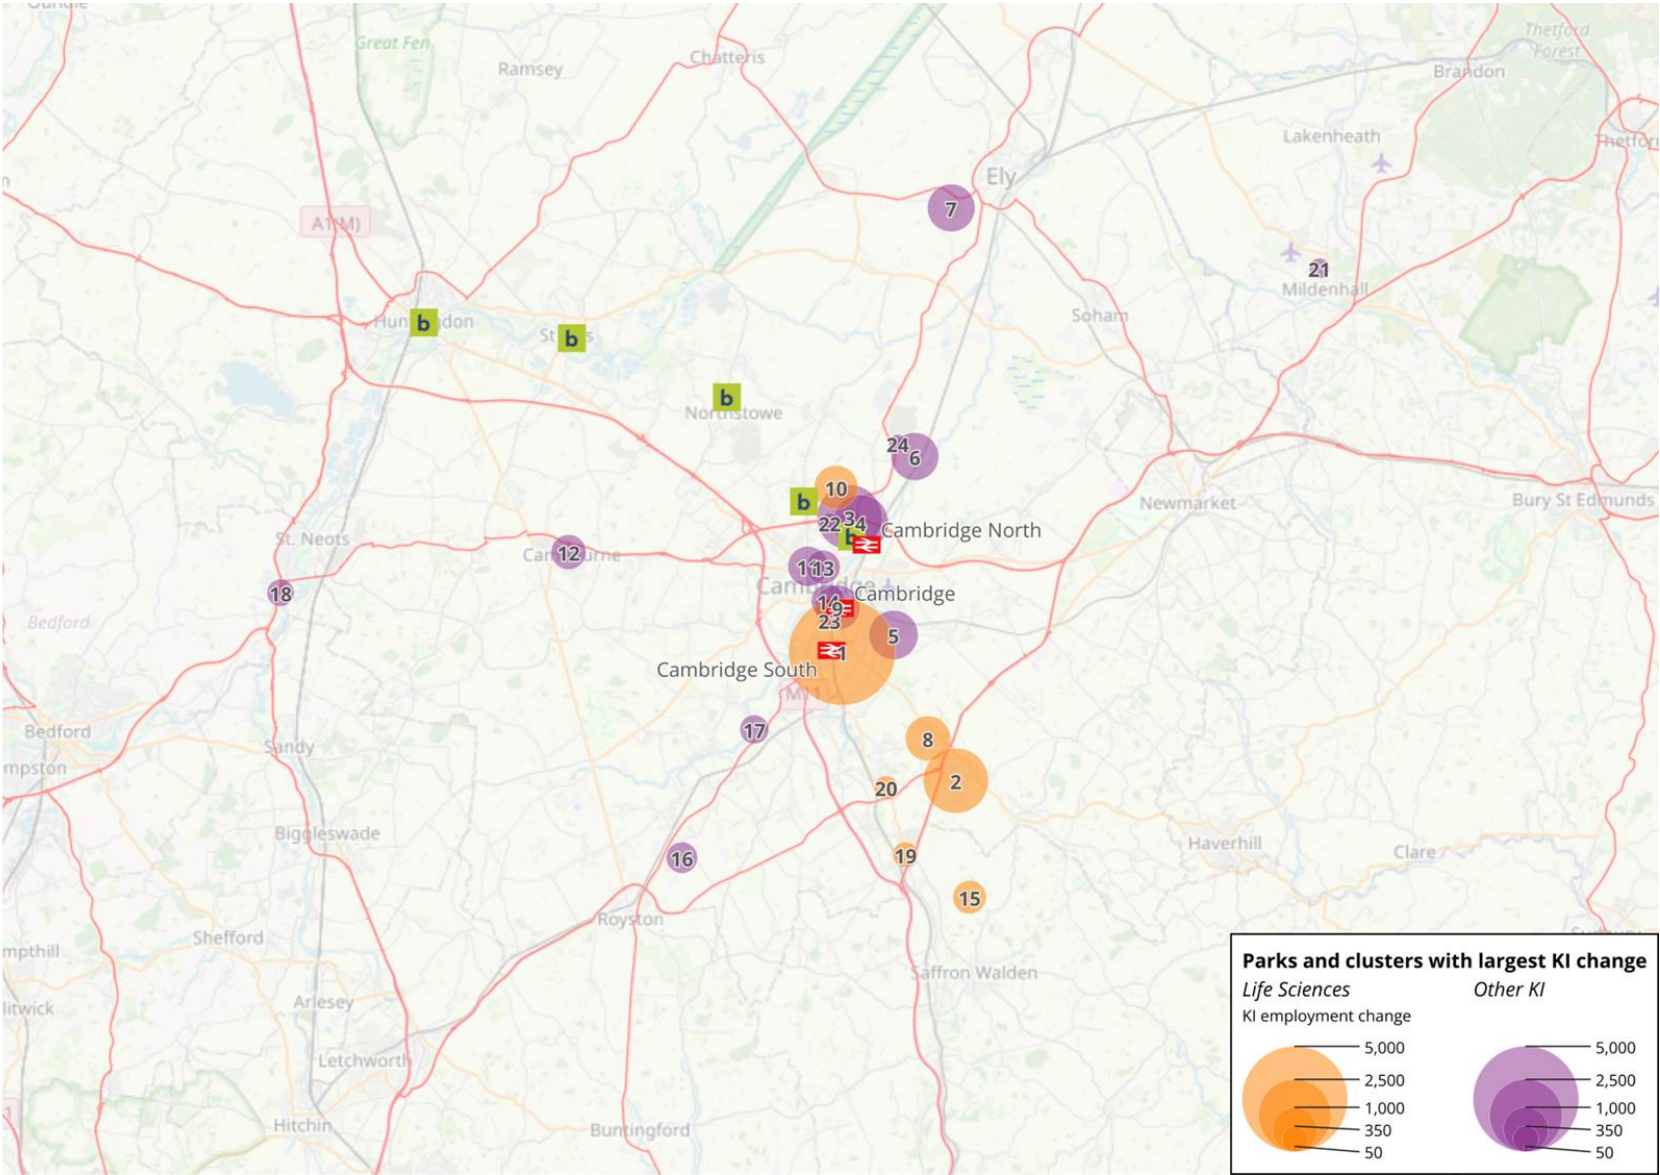 Great Fen
Ramsey
Chatteris
Thetford
Forest
Brandon
Lakenheath
Ely
7
A1(M)
21
Mildenhall
b
b
Soham
b
Northstowe
24
6
10
b
Newmarket
Bury St Edmunds
22
3
4
b
Cambridge North
St. Neots
12
11
13
Cambridge
18
14
9
Cambridge
23
Bedford
5
1
Cambridge South
M11
17
Bedford
8
Sandy
2
20
Biggleswade
Haverhill
Clare
16
19
15
Royston
Shefford
Saffron Walden
Arlesey
Letchworth
Hitchin
Buntingford
1
Parks and clusters with largest KI change
Life Sciences Other KI
KI employment change
5,000 5,000
2,500 2,500
1,000 1,000
350 350
50 50